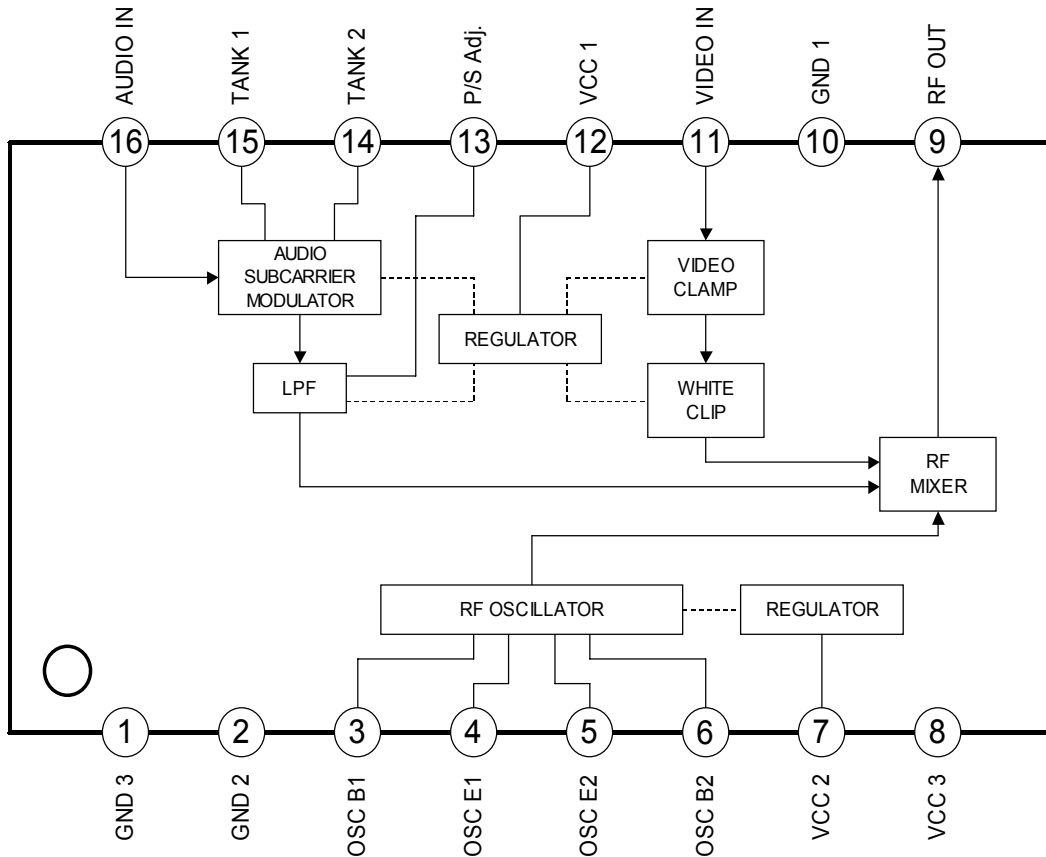 AUDIO IN
TANK 1
TANK 2
P/S Adj.
VCC 1
VIDEO IN
GND 1
RF OUT
16
15
14
13
12
11
10
9
AUDIO
SUBCARRIER
MODULATOR
VIDEO
CLAMP
REGULATOR
LPF
WHITE
CLIP
RF
MIXER
RF OSCILLATOR
REGULATOR
1
2
3
4
5
6
7
8
GND 3
GND 2
OSC B1
OSC E1
OSC E2
OSC B2
VCC 2
VCC 3